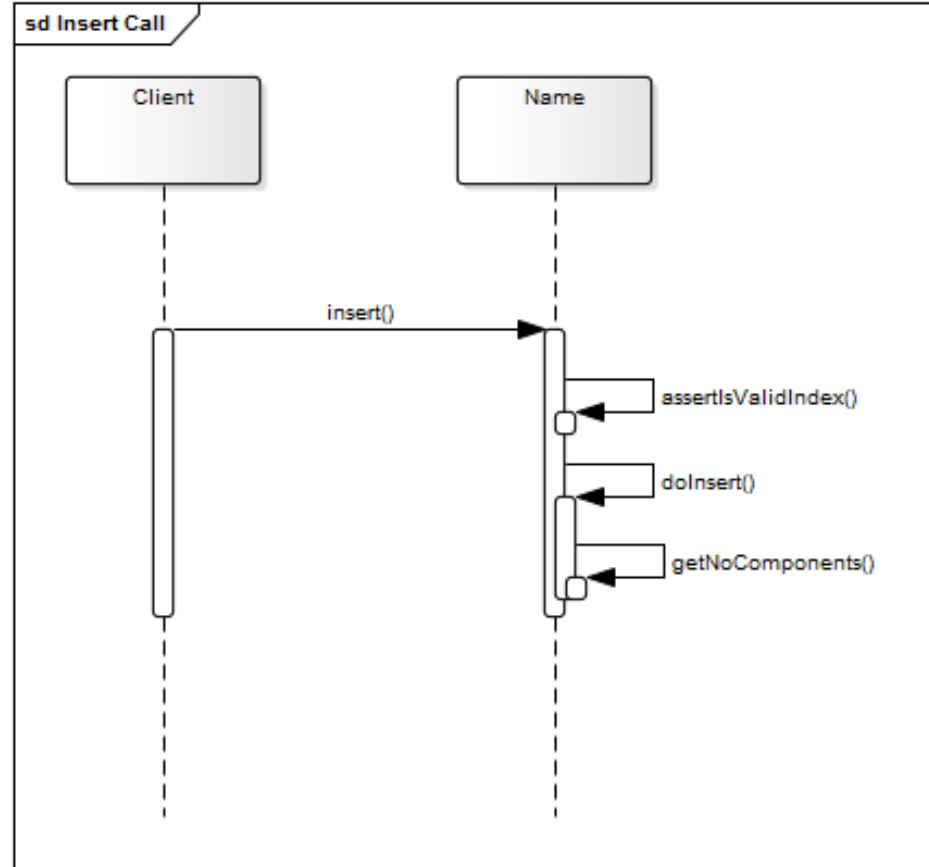 sd Insert Call
Client
Name
insert()
assertIsValidIndex()
doInsert()
getNoComponents()